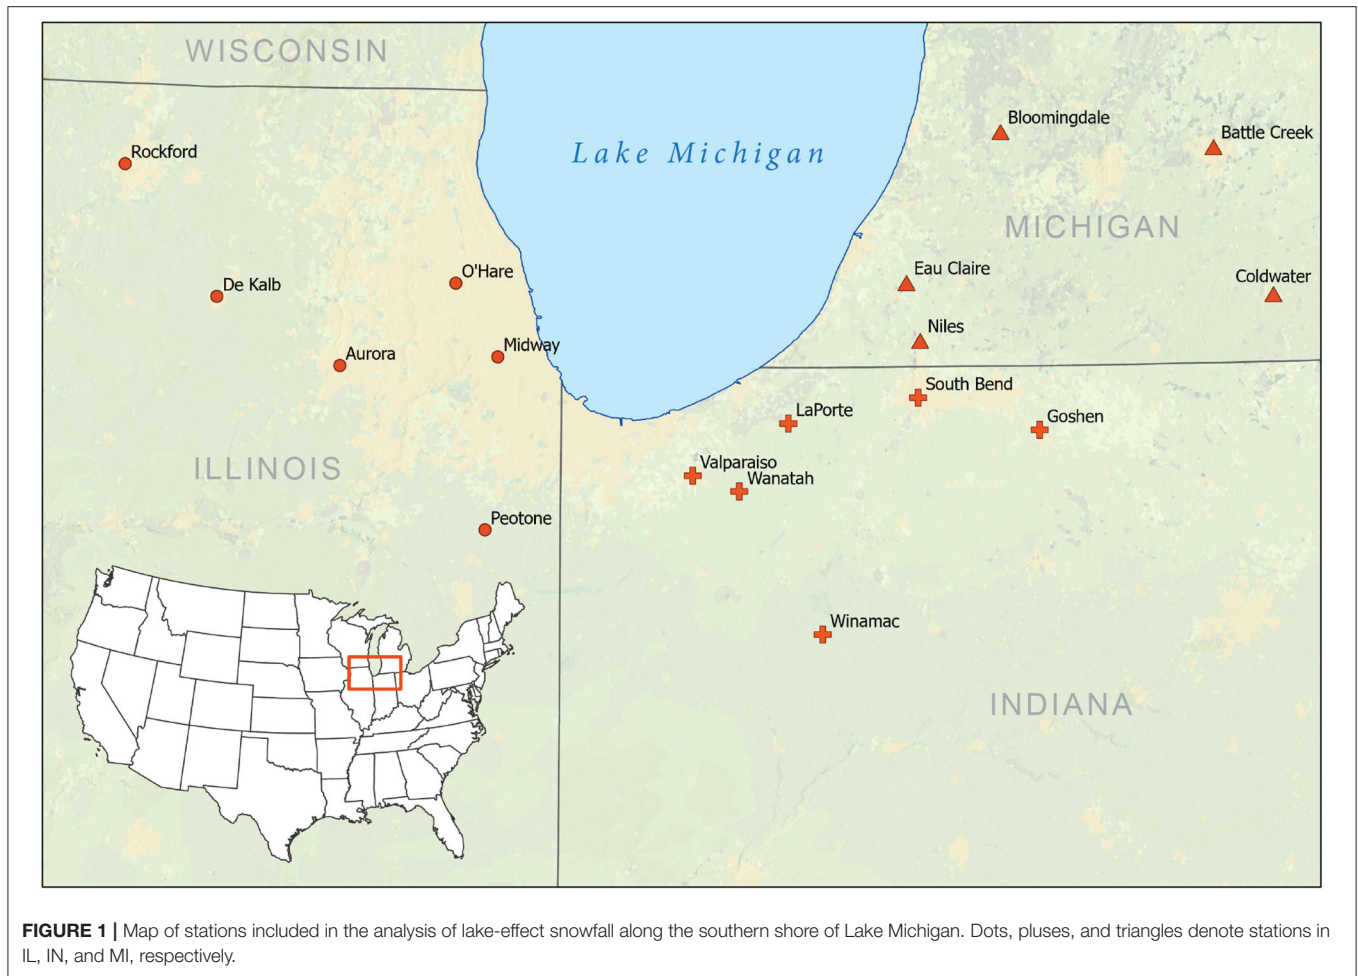 WISCONSIN
Bloomingdale
Battle Creek
Rockford
Lake Michigan
MICHIGAN
O'Hare
Eau Claire
De Kalb
Coldwater
Niles
Midway
Aurora
South Bend
LaPorte
Goshen
Valparaiso
ILLINOIS
Wanatah
Peotone
Winamac
INDIANA
FIGURE 1 | Map of stations included in the analysis of lake-effect snowfall along the southern shore of Lake Michigan. Dots, pluses, and triangles denote stations in
IL, IN, and MI, respectively.